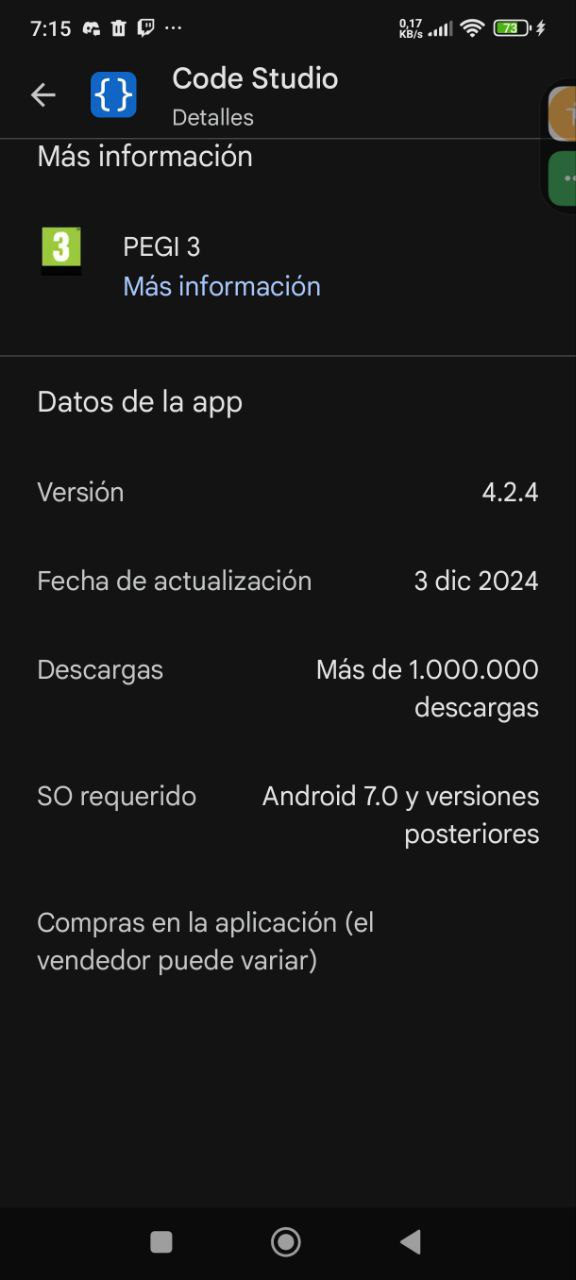 7:15
0,17
KB/s
73
{}
Code Studio
Detalles
Más información
3
PEGI 3
Más información
Datos de la app
Versión 4.2.4
Fecha de actualización 3 dic 2024
Descargas Más de 1.000.000
descargas
SO requerido Android 7.0 y versiones
posteriores
Compras en la aplicación (el
vendedor puede variar)